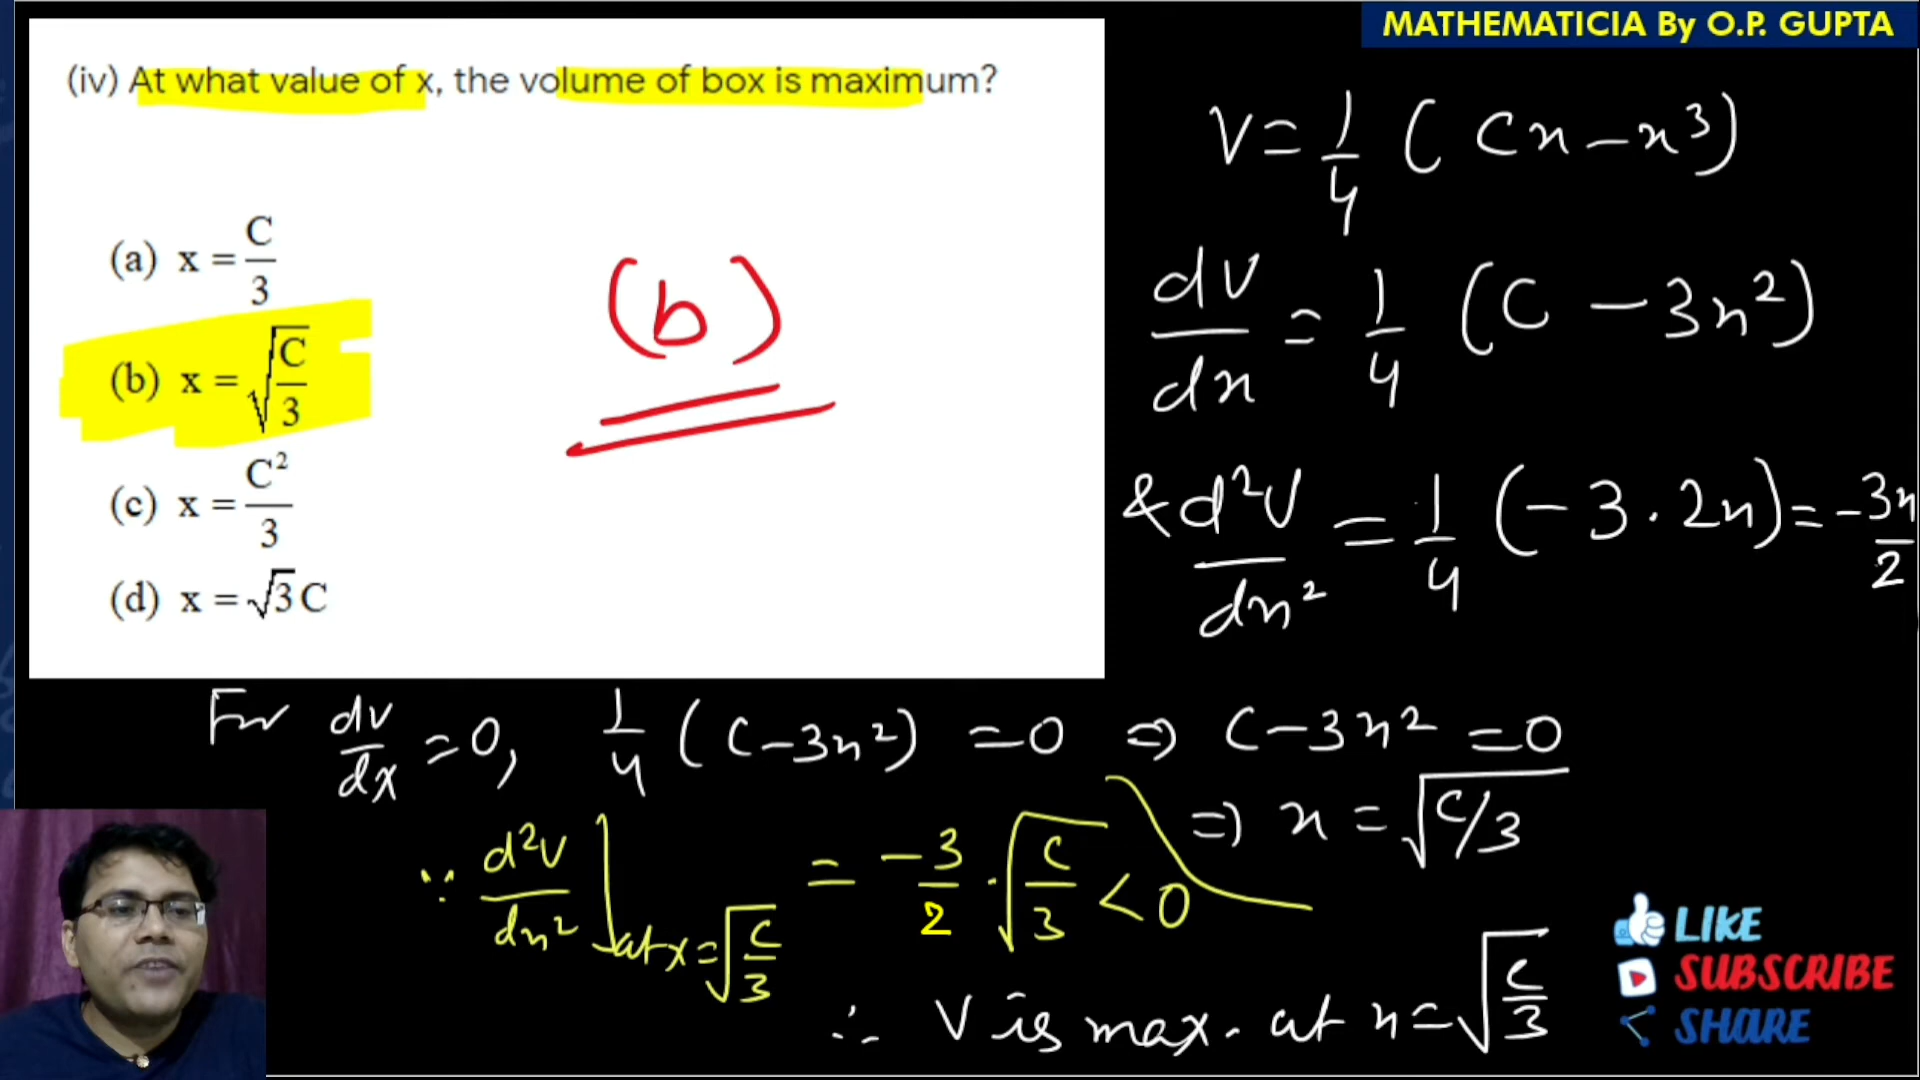 MATHEMATICIA By O.P. GUPTA
(iv) At what value of x, the volume of box is maximum?
(a) x = C/3
(b) x = √(C/3)
(c) x = C²/3
(d) x = √3 C
(b)
V = 1/4 (Cx - x³)
dV/dx = 1/4 (C - 3x²)
& d²V/dx² = 1/4 (-3·2x) = -3x/2
For dv/dx = 0, 1/4 (C - 3x²) = 0 ⇒ C - 3x² = 0
⇒ x = √(C/3)
∵ d²V/dx²] at x = √(C/3) = -3/2 · √(C/3) < 0
∴ V is max. at x = √(C/3)
LIKE
SUBSCRIBE
SHARE